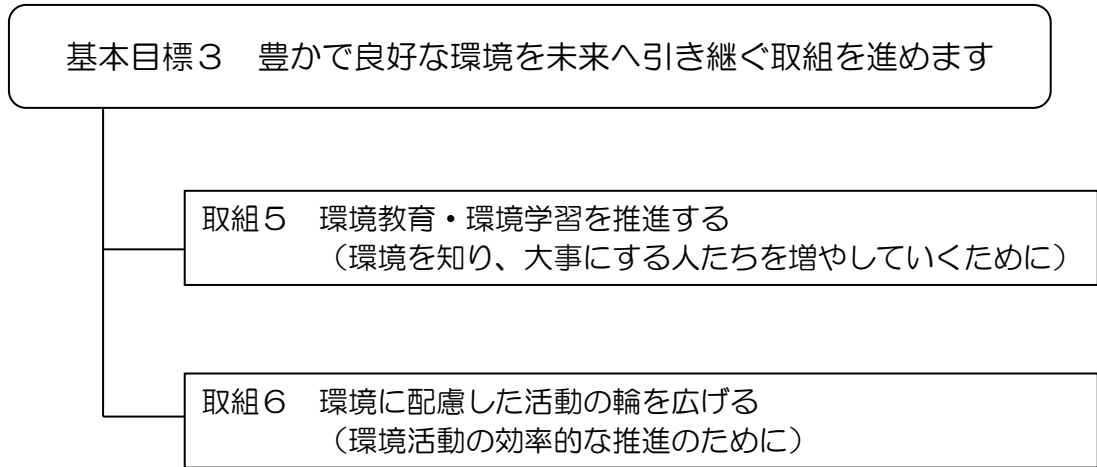 基本目標３　豊かで良好な環境を未来へ引き継ぐ取組を進めます
取組５　環境教育・環境学習を推進する
（環境を知り、大事にする人たちを増やしていくために）
取組６　環境に配慮した活動の輪を広げる
（環境活動の効率的な推進のために）